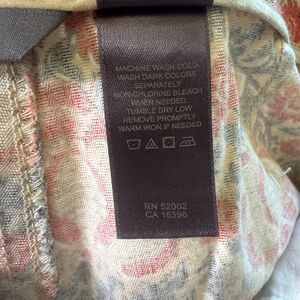 MACHINE WASH COLD
WASH DARK COLORS
SEPARATELY
NON-CHLORINE BLEACH
WHEN NEEDED
TUMBLE DRY LOW
REMOVE PROMPTLY
WARM IRON IF NEEDED
RN 52002
CA 16396